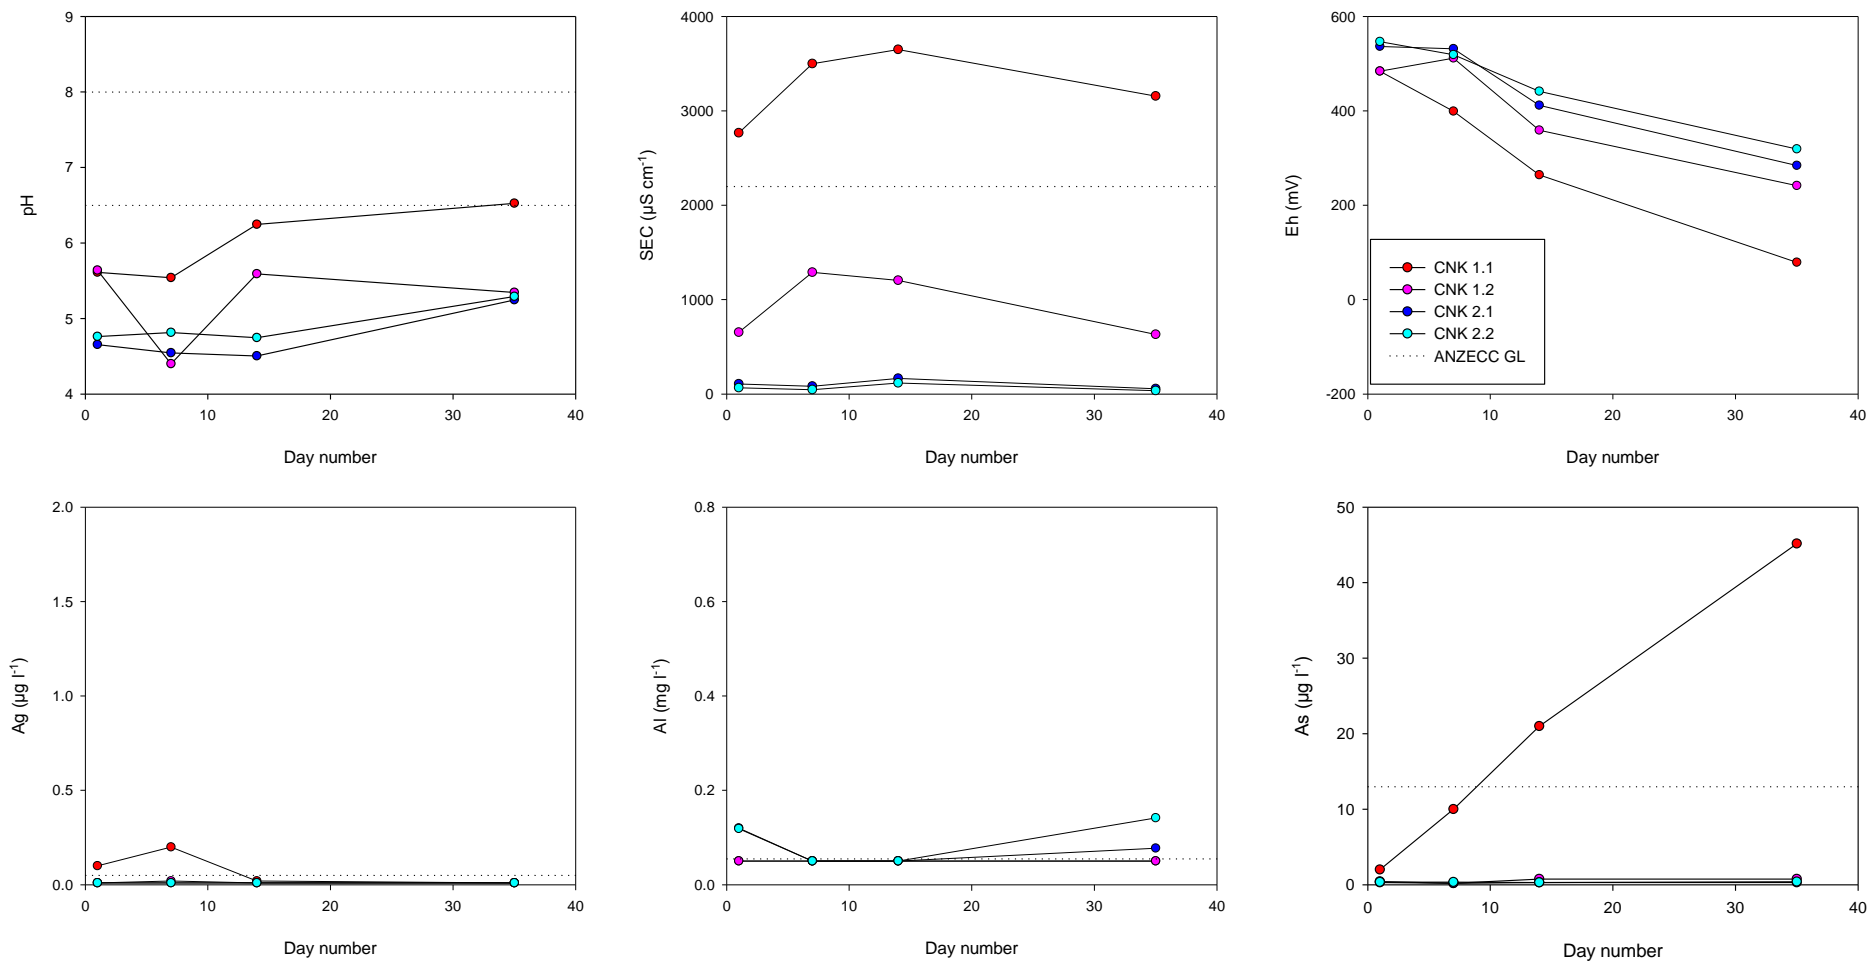 9
8
7
6
5
4
pH
0 10 20 30 40
Day number
4000
3000
2000
1000
0
SEC (µS cm⁻¹)
0 10 20 30 40
Day number
600
400
200
0
-200
Eh (mV)
CNK 1.1
CNK 1.2
CNK 2.1
CNK 2.2
ANZECC GL
0 10 20 30 40
Day number
2.0
1.5
1.0
0.5
0.0
Ag (µg l⁻¹)
0 10 20 30 40
Day number
0.8
0.6
0.4
0.2
0.0
Al (mg l⁻¹)
0 10 20 30 40
Day number
50
40
30
20
10
0
As (µg l⁻¹)
0 10 20 30 40
Day number